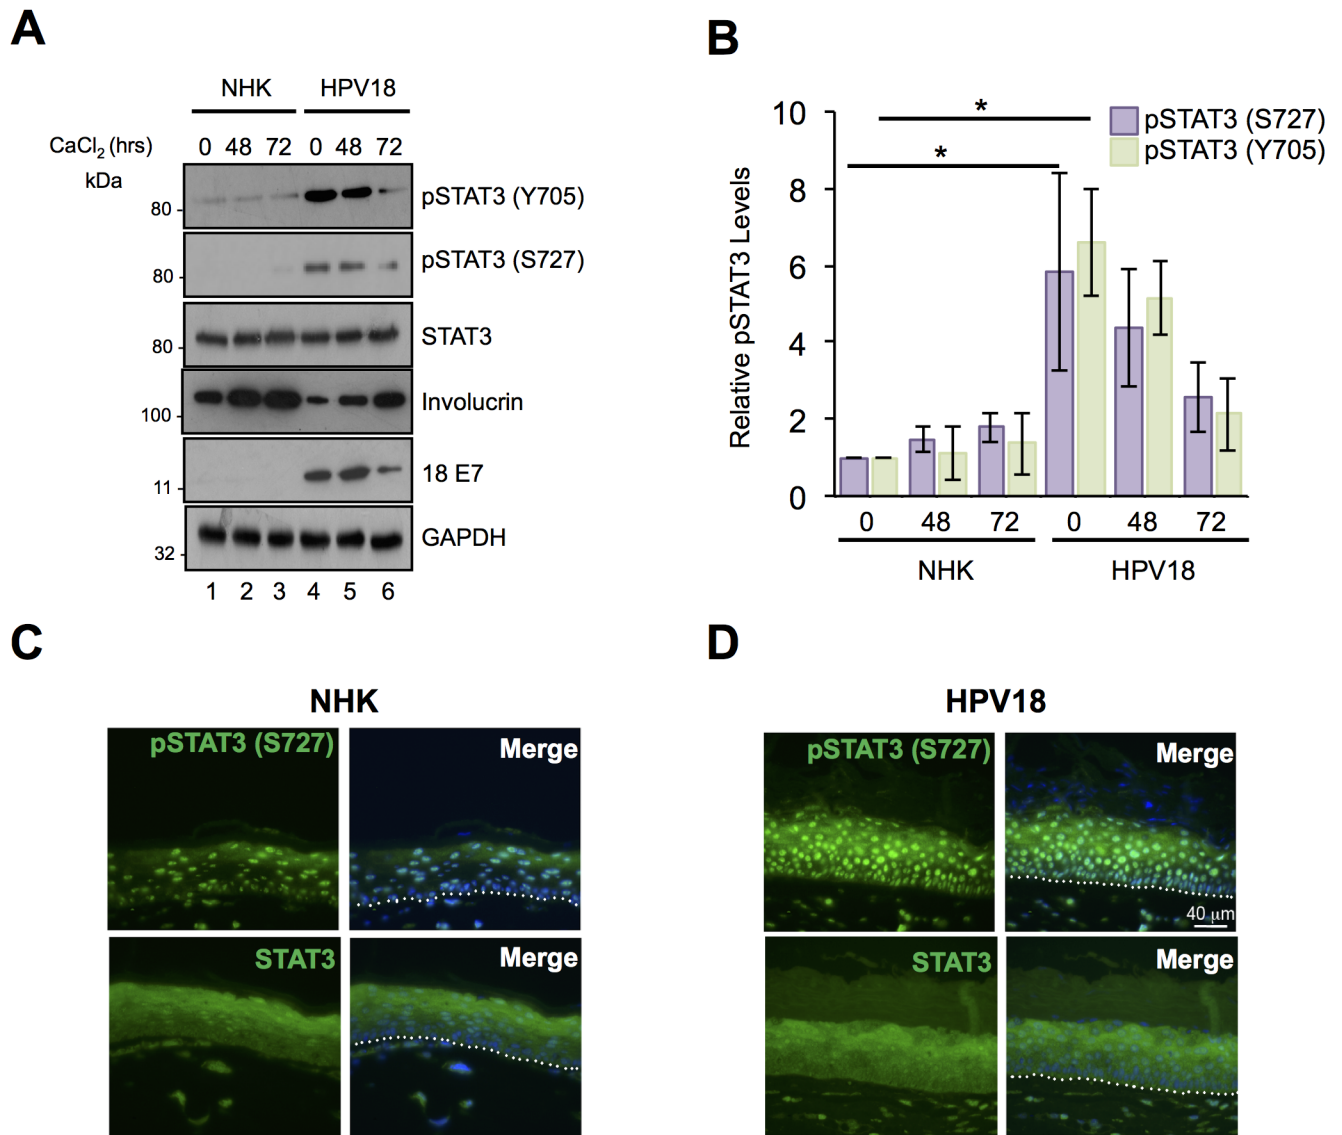 A
NHK HPV18
CaCl2 (hrs) 0 48 72 0 48 72
kDa
80 - pSTAT3 (Y705)
80 - pSTAT3 (S727)
80 - STAT3
100 - Involucrin
11 - 18 E7
32 - GAPDH
1 2 3 4 5 6
B
Relative pSTAT3 Levels
10
8
6
4
2
0
* 
*
pSTAT3 (S727)
pSTAT3 (Y705)
0 48 72 0 48 72
NHK HPV18
C
NHK
pSTAT3 (S727) Merge
STAT3 Merge
D
HPV18
pSTAT3 (S727) Merge
40 µm
STAT3 Merge